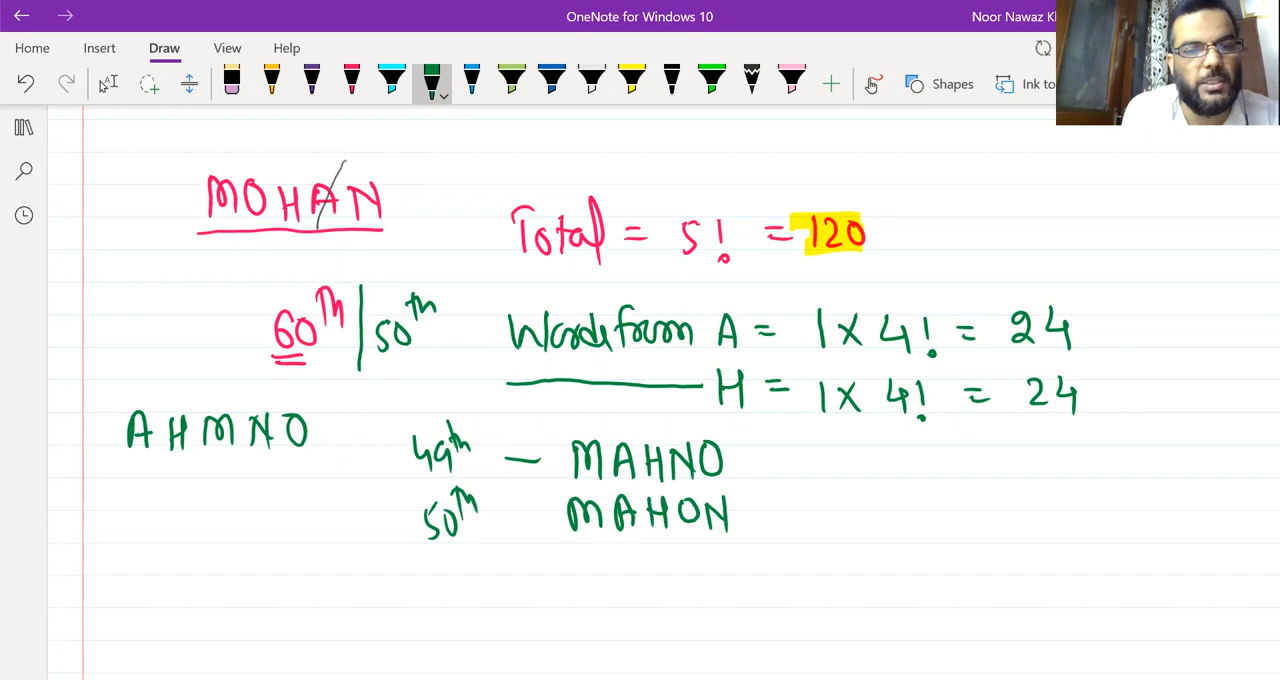 OneNote for Windows 10
Noor Nawaz Kh
Home Insert Draw View Help
Shapes Ink to
MOHAN
Total = 5! = 120
60th | 50th
Words from A = 1 X 4! = 24
H = 1 X 4! = 24
AHMNO
49th — MAHNO
50th MAHON